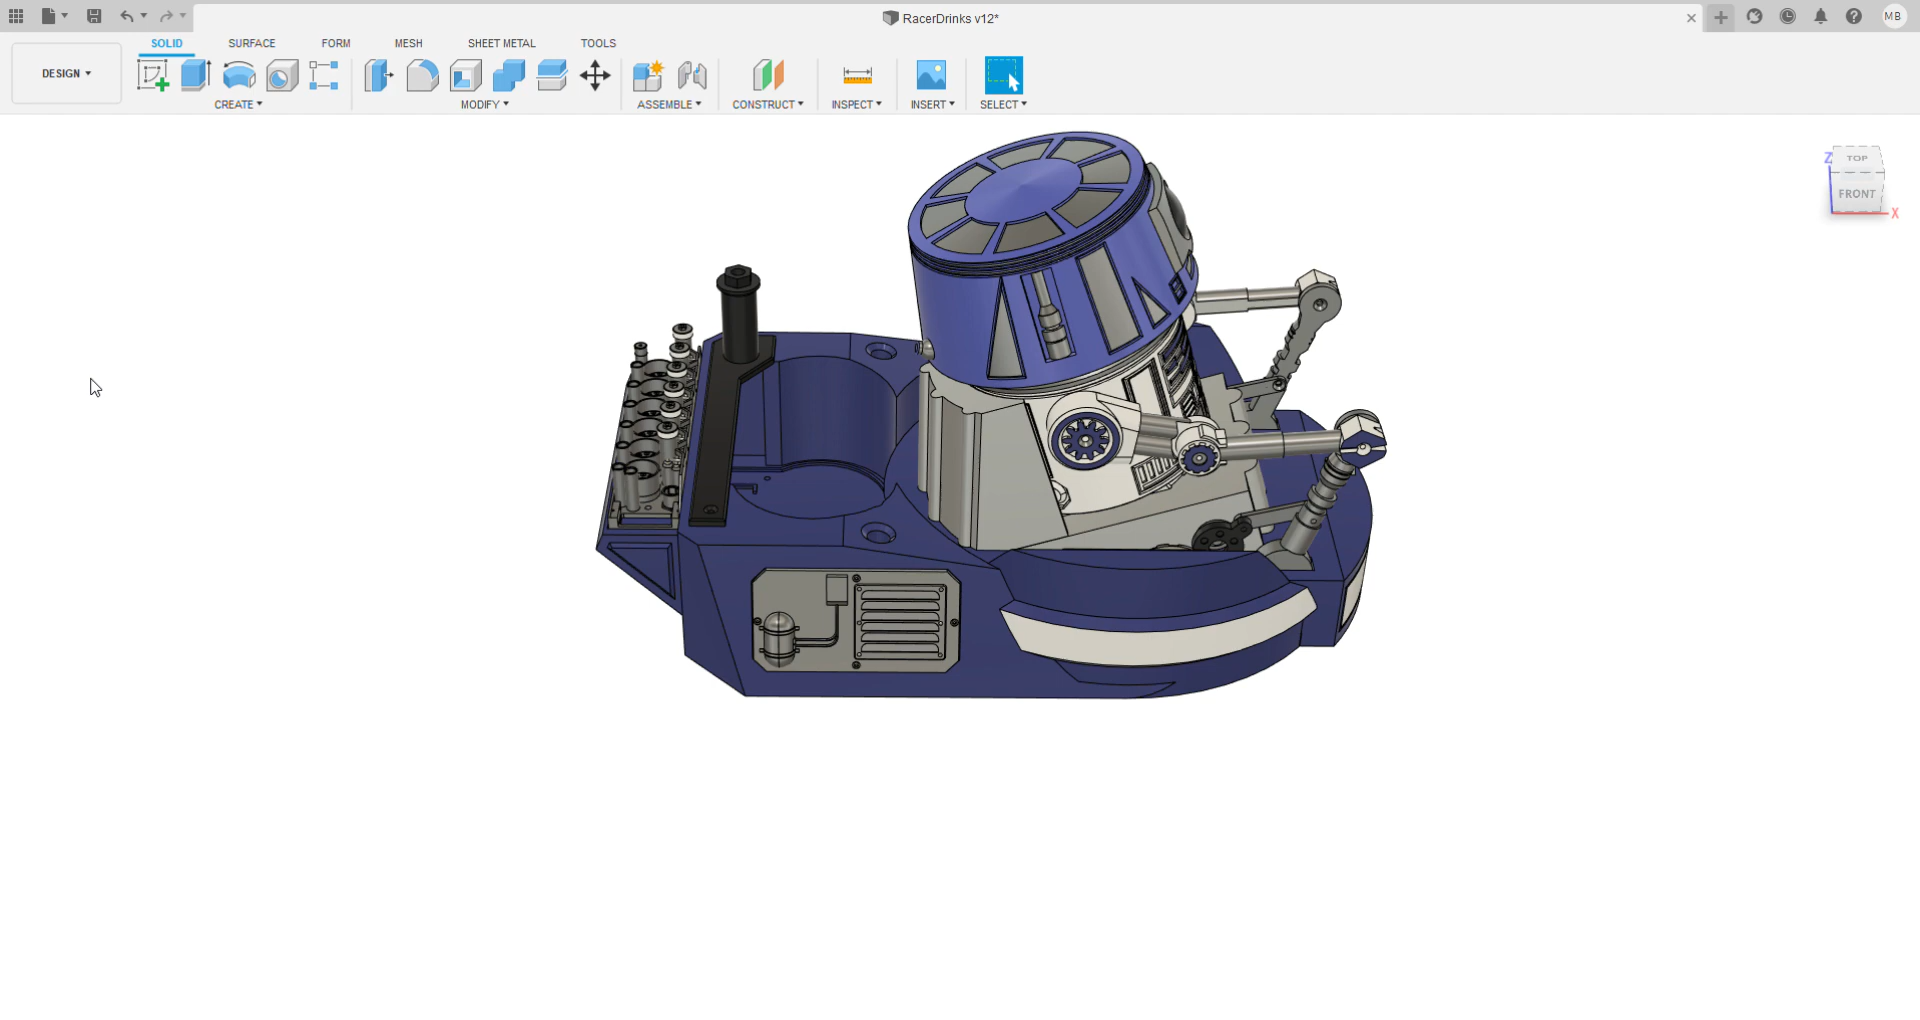 RacerDrinks v12*
MB
DESIGN
SOLID
SURFACE
FORM
MESH
SHEET METAL
TOOLS
CREATE
MODIFY
ASSEMBLE
CONSTRUCT
INSPECT
INSERT
SELECT
Z
TOP
FRONT
X